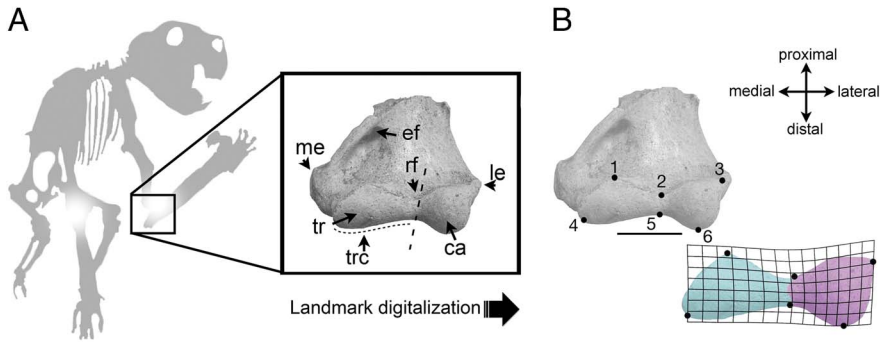 A
me
ef
rf
le
tr
trc
ca
Landmark digitalization
B
proximal
medial
lateral
distal
1
2
3
4
5
6